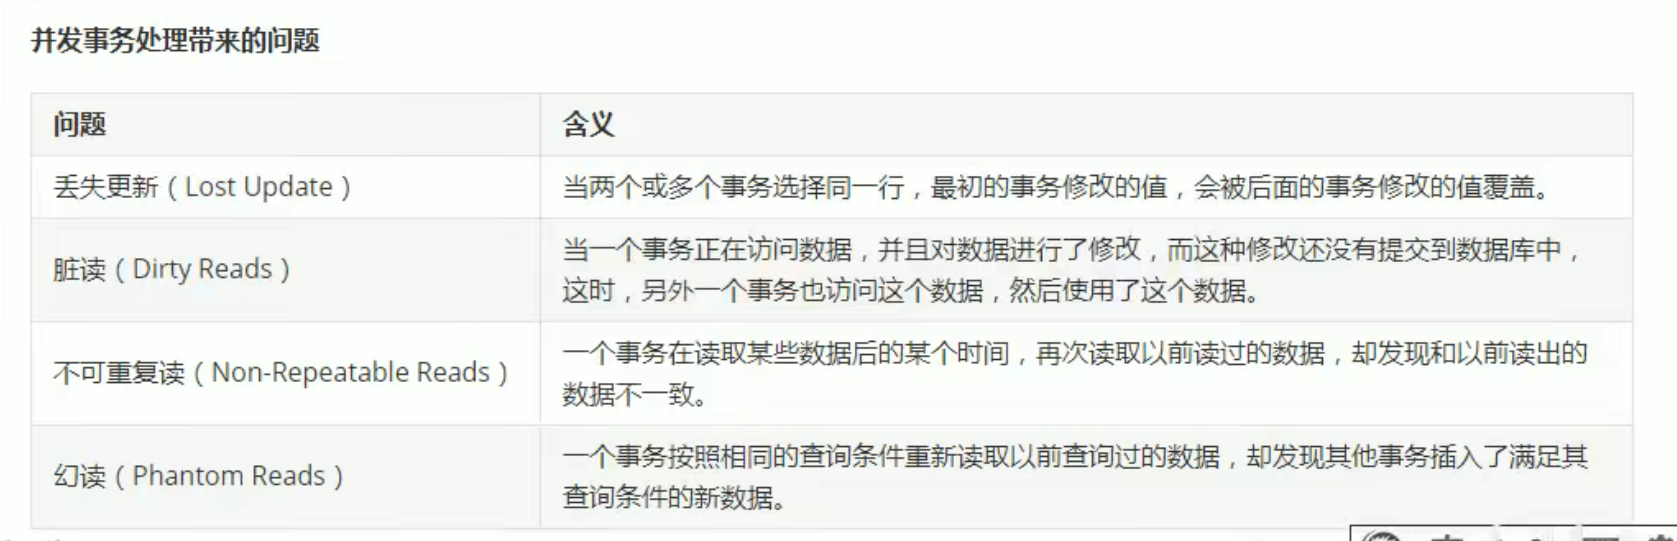 并发事务处理带来的问题
问题
含义
丢失更新（Lost Update）
当两个或多个事务选择同一行，最初的事务修改的值，会被后面的事务修改的值覆盖。
脏读（Dirty Reads）
当一个事务正在访问数据，并且对数据进行了修改，而这种修改还没有提交到数据库中，
这时，另外一个事务也访问这个数据，然后使用了这个数据。
不可重复读（Non-Repeatable Reads）
一个事务在读取某些数据后的某个时间，再次读取以前读过的数据，却发现和以前读出的
数据不一致。
幻读（Phantom Reads）
一个事务按照相同的查询条件重新读取以前查询过的数据，却发现其他事务插入了满足其
查询条件的新数据。